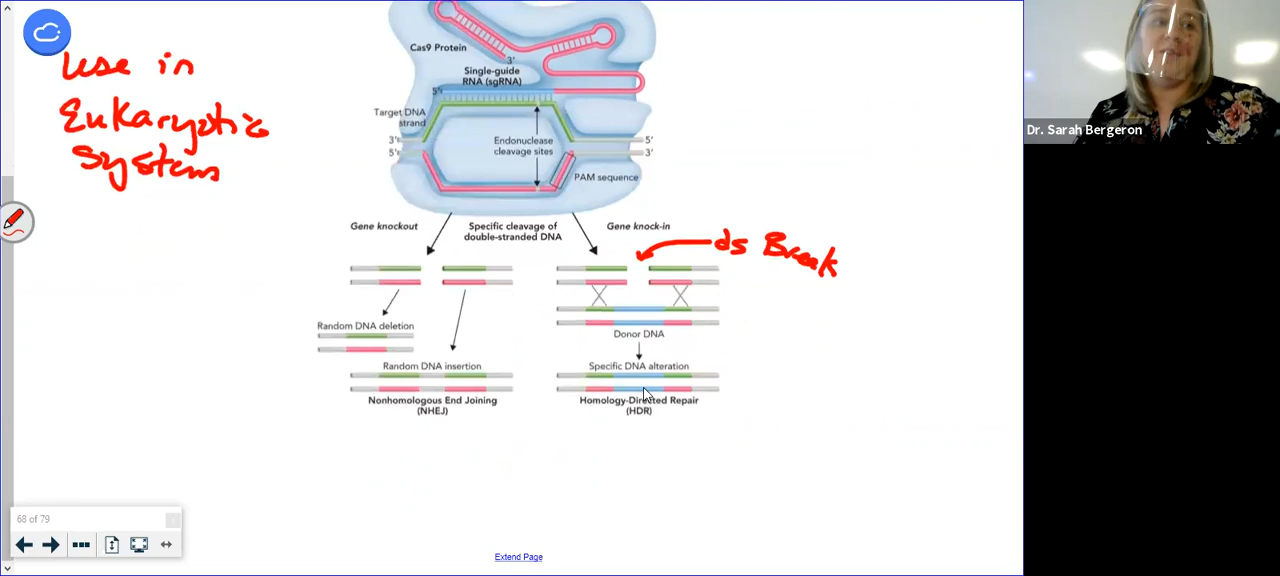 Use in
Eukaryotic
System
Cas9 Protein
3'
Single-guide
RNA (sgRNA)
5'
Target DNA
strand
3'
5'
Endonuclease
cleavage sites
5'
3'
PAM sequence
Gene knockout
Specific cleavage of
double-stranded DNA
Gene knock-in
ds Break
Random DNA deletion
Random DNA insertion
Nonhomologous End Joining
(NHEJ)
Donor DNA
Specific DNA alteration
Homology-Directed Repair
(HDR)
68 of 79
Extend Page
Dr. Sarah Bergeron